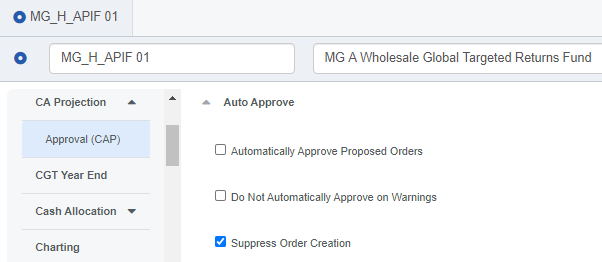 MG_H_APIF 01
MG_H_APIF 01
MG A Wholesale Global Targeted Returns Fund
CA Projection
Auto Approve
Approval (CAP)
Automatically Approve Proposed Orders
CGT Year End
Do Not Automatically Approve on Warnings
Cash Allocation
Suppress Order Creation
Charting